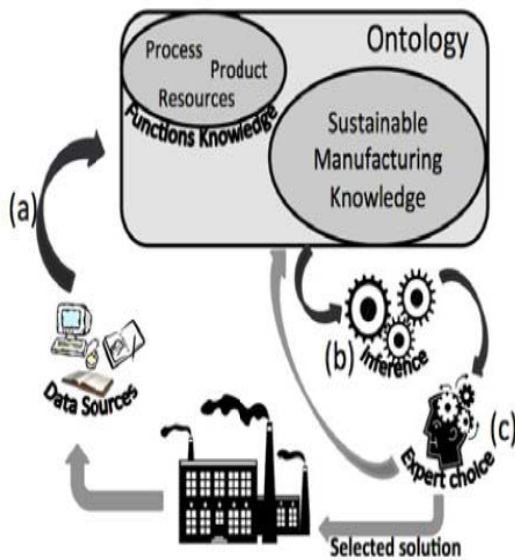 Ontology
Process
Product
Resources
Functions Knowledge
Sustainable
Manufacturing
Knowledge
(a)
Data Sources
(b)
Inference
(c)
Expert choice
Selected solution